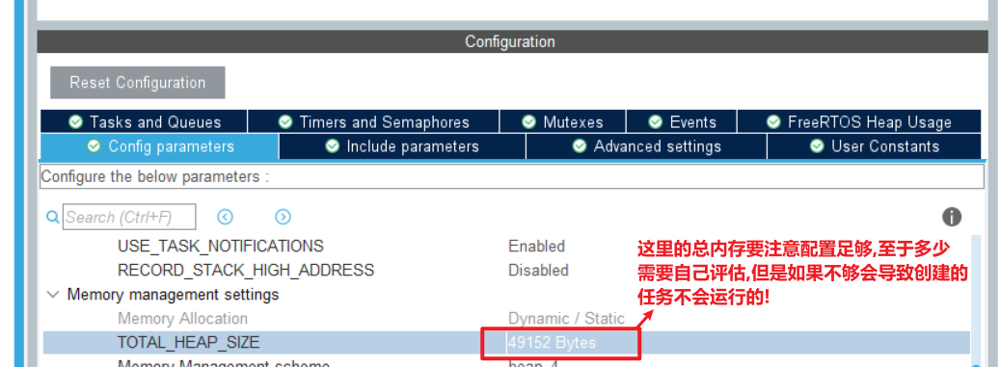 Configuration
Reset Configuration
Tasks and Queues Timers and Semaphores Mutexes Events FreeRTOS Heap Usage
Config parameters Include parameters Advanced settings User Constants
Configure the below parameters :
Search (Ctrl+F)
USE_TASK_NOTIFICATIONS Enabled
RECORD_STACK_HIGH_ADDRESS Disabled
这里的总内存要注意配置足够,至于多少
需要自己评估,但是如果不够会导致创建的
任务不会运行的!
Memory management settings
Memory Allocation Dynamic / Static
TOTAL_HEAP_SIZE 49152 Bytes
Memory Management scheme heap_4